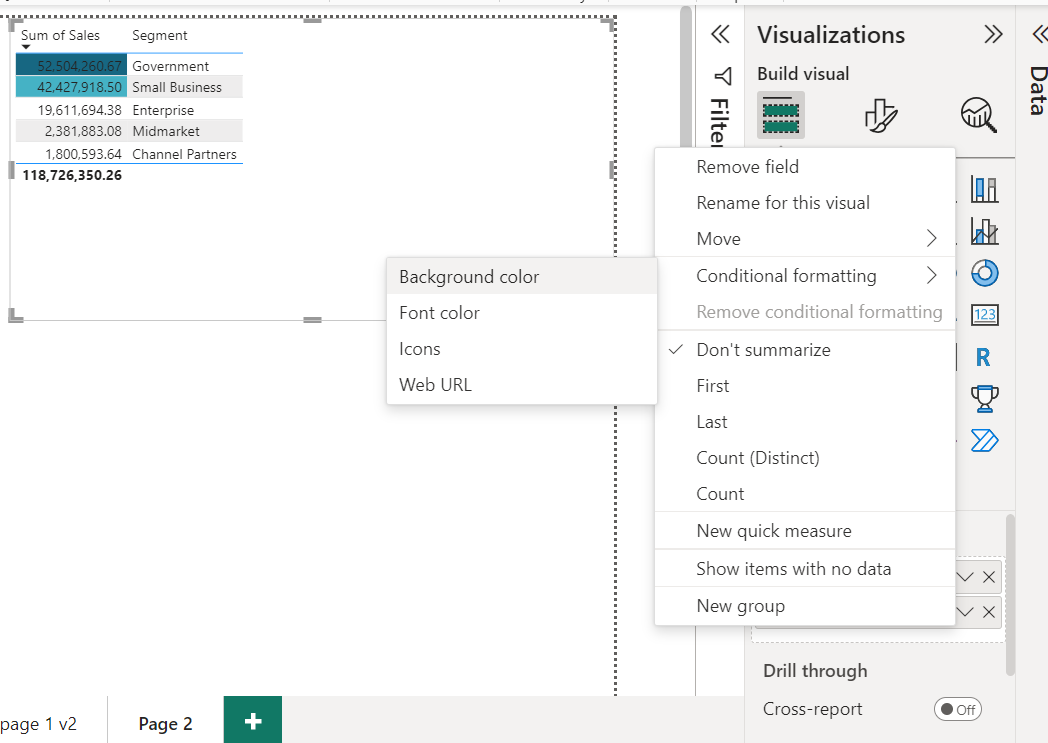 Sum of Sales Segment
52,504,260.67 Government
42,427,918.50 Small Business
19,611,694.38 Enterprise
2,381,883.08 Midmarket
1,800,593.64 Channel Partners
118,726,350.26
Background color
Font color
Icons
Web URL
Filter
Visualizations
Build visual
Remove field
Rename for this visual
Move
Conditional formatting
Remove conditional formatting
Don't summarize
First
Last
Count (Distinct)
Count
New quick measure
Show items with no data
New group
123
R
Drill through
Cross-report Off
Data
page 1 v2 Page 2 +